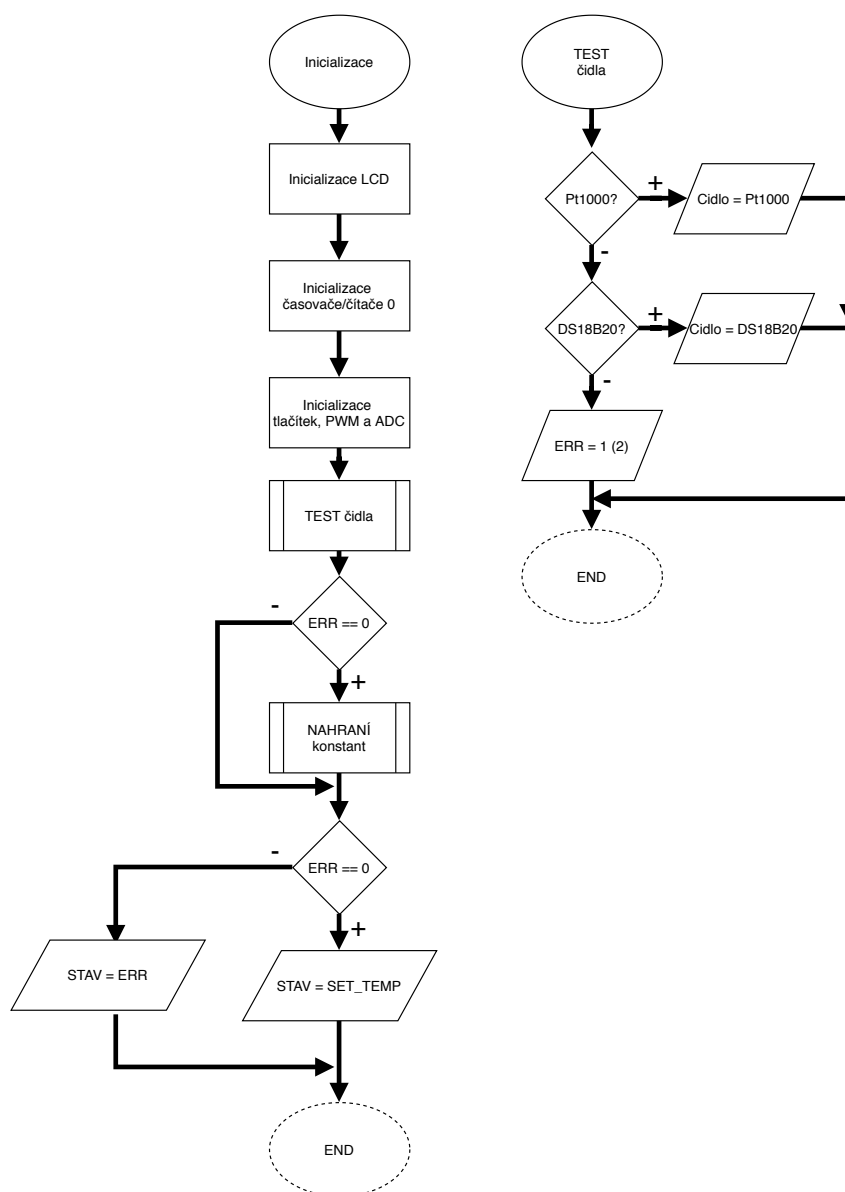 Inicializace
Inicializace LCD
Inicializace
časovače/čítače 0
Inicializace
tlačítek, PWM a ADC
TEST čidla
ERR == 0
-
+
NAHRANÍ
konstant
ERR == 0
-
+
STAV = ERR
STAV = SET_TEMP
END
TEST
čidla
Pt1000?
+
-
Cidlo = Pt1000
DS18B20?
+
-
Cidlo = DS18B20
ERR = 1 (2)
END